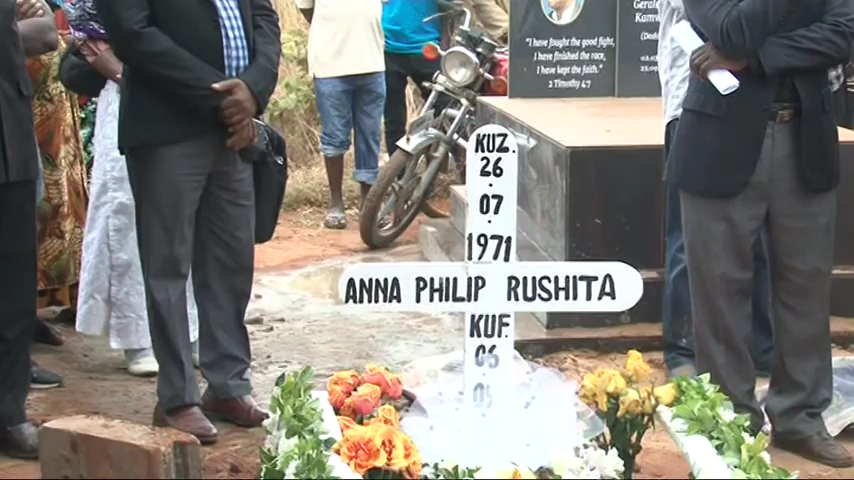 "I have fought the good fight,
I have finished the race,
I have kept the faith."
2 Timothy 4:7
KUZ.
26
.
07
.
1971
ANNA PHILIP RUSHITA
KUF
06